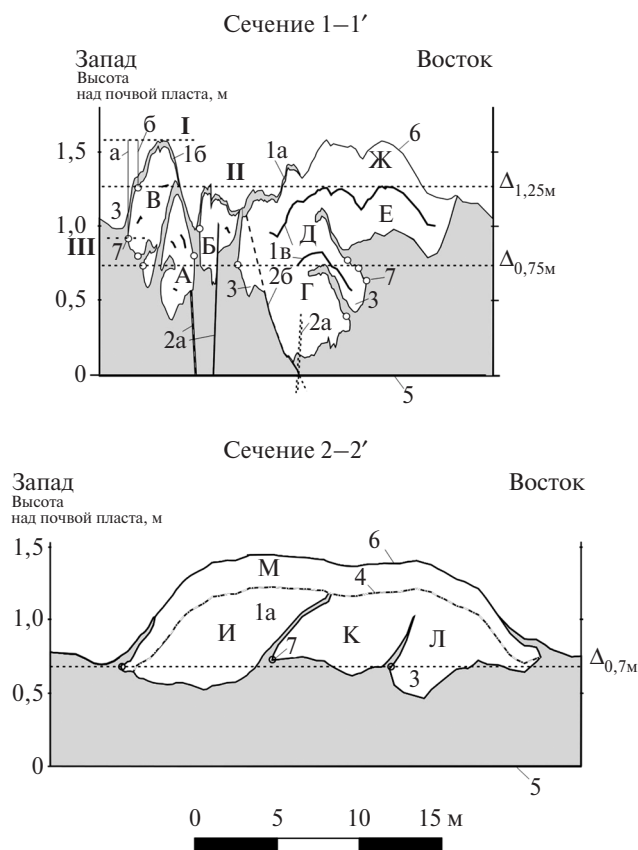 Сечение 1–1′
Запад
Восток
Высота
над почвой пласта, м
б
I
а
1б
II
1а
6
Ж
1,5
Δ1,25м
В
3
Е
1,0
III
7
Б
Д
1в
А
2б
7
Δ0,75м
3
Г
3
0,5
2а
2а
0
5
Сечение 2–2′
Запад
Восток
Высота
над почвой пласта, м
1,5
6
М
4
1а
1,0
И
К
Л
7
3
Δ0,7м
0,5
0
5
0 5 10 15 м